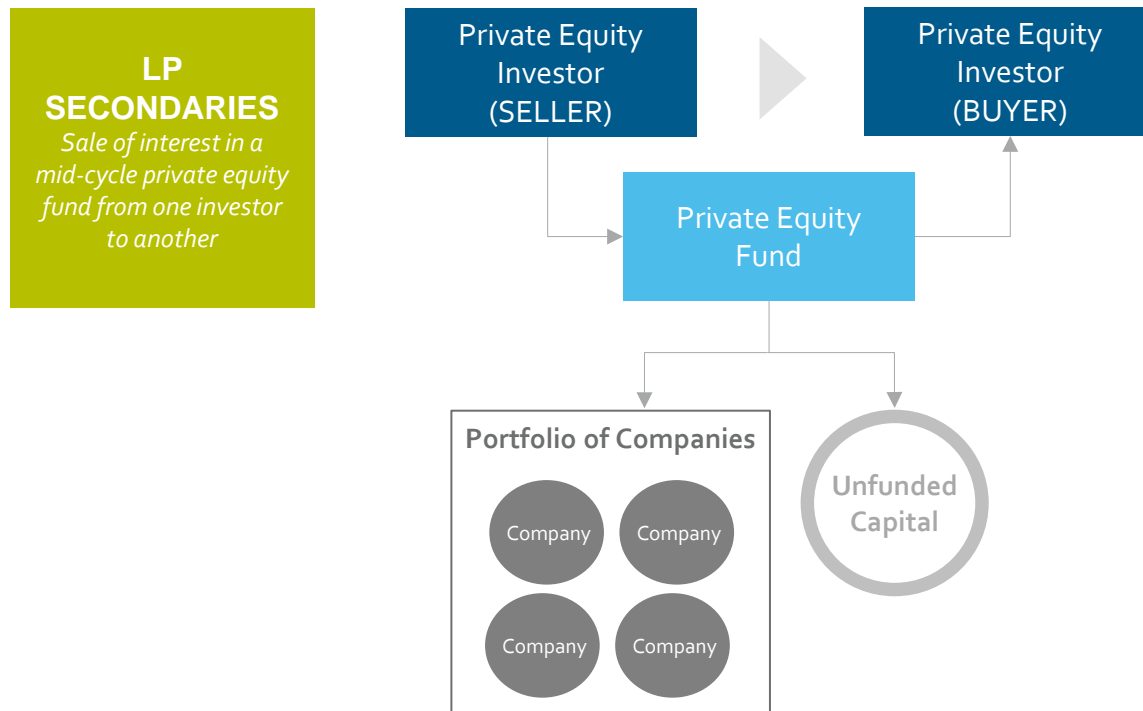 LP
SECONDARIES
Sale of interest in a
mid-cycle private equity
fund from one investor
to another
Private Equity
Investor
(SELLER)
Private Equity
Investor
(BUYER)
Private Equity
Fund
Portfolio of Companies
Company
Company
Company
Company
Unfunded
Capital